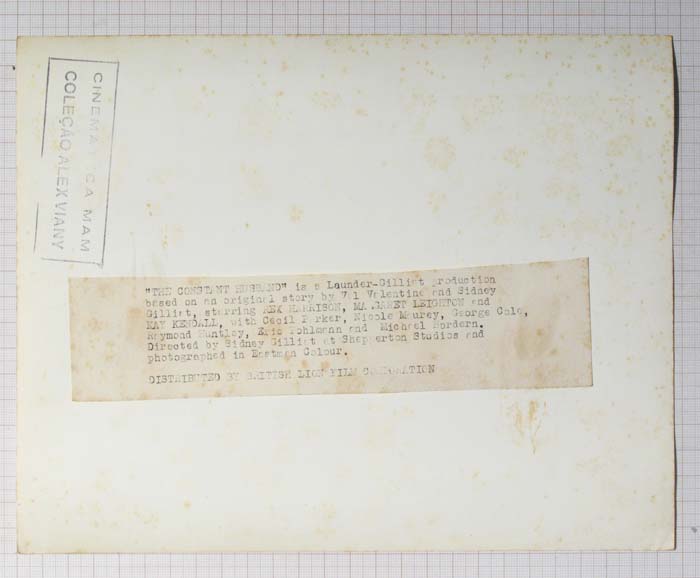 CINEMATECA MAM
COLEÇÃO ALEX VIANY
"THE CONSTANT HUSBAND" is a Launder-Gilliat production
based on an original story by Val Valentine and Sidney
Gilliat, starring REX HARRISON, MARGARET LEIGHTON and
KAY KENDALL, with Cecil Parker, Nicole Maurey, George Cole,
Raymond Huntley, Eric Pohlmann and Michael Hordern.
Directed by Sidney Gilliat at Shepperton Studios and
photographed in Eastman Colour.
DISTRIBUTED BY BRITISH LION FILM CORPORATION